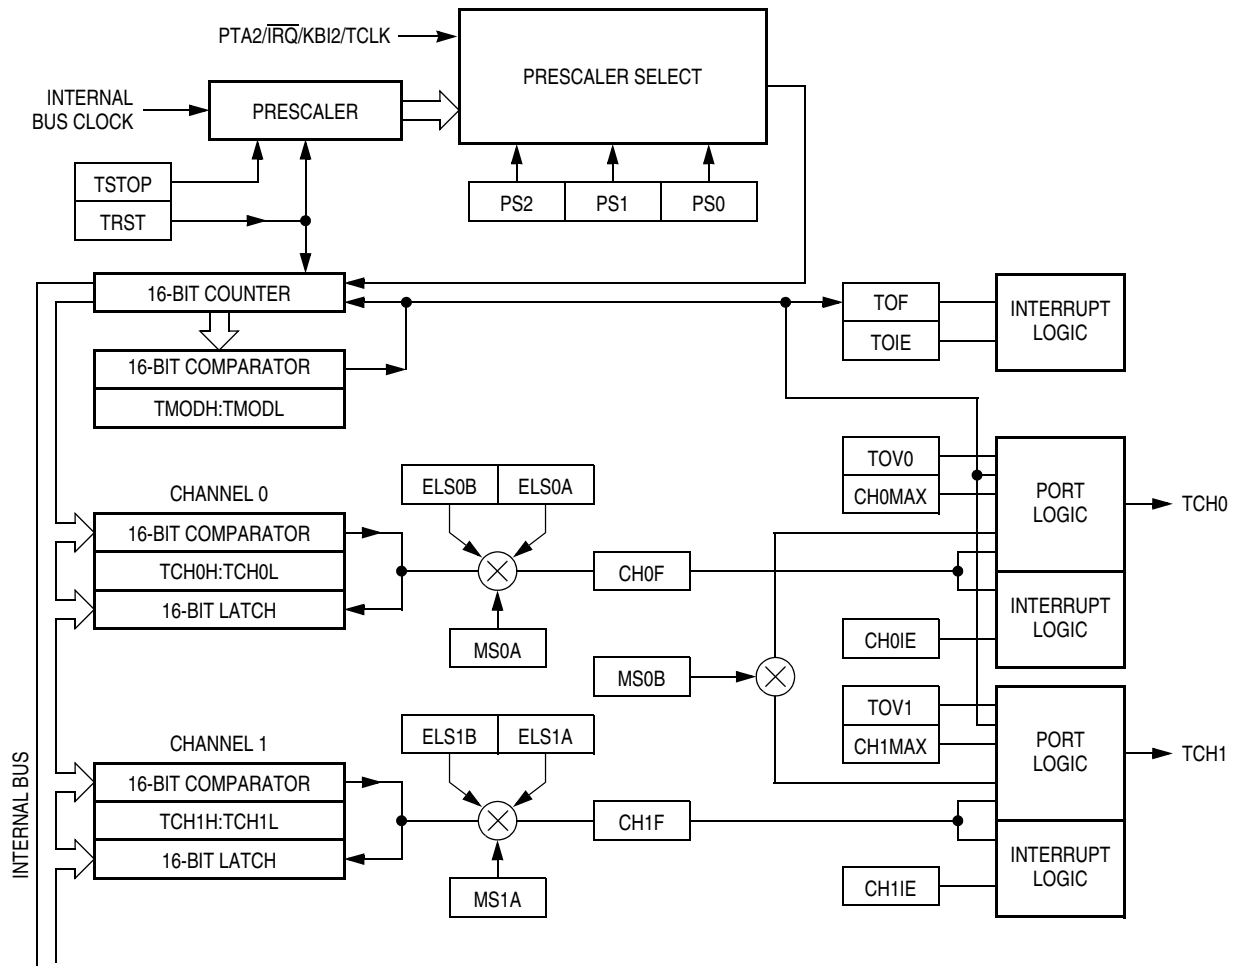 PTA2/IRQ/KBI2/TCLK
PRESCALER SELECT
INTERNAL
BUS CLOCK
PRESCALER
TSTOP
TRST
PS2
PS1
PS0
16-BIT COUNTER
16-BIT COMPARATOR
TMODH:TMODL
TOF
TOIE
INTERRUPT
LOGIC
CHANNEL 0
16-BIT COMPARATOR
TCH0H:TCH0L
16-BIT LATCH
ELS0B
ELS0A
MS0A
CH0F
TOV0
CH0MAX
PORT
LOGIC
TCH0
INTERRUPT
LOGIC
CH0IE
MS0B
CHANNEL 1
16-BIT COMPARATOR
TCH1H:TCH1L
16-BIT LATCH
ELS1B
ELS1A
MS1A
CH1F
TOV1
CH1MAX
PORT
LOGIC
TCH1
INTERRUPT
LOGIC
CH1IE
INTERNAL BUS